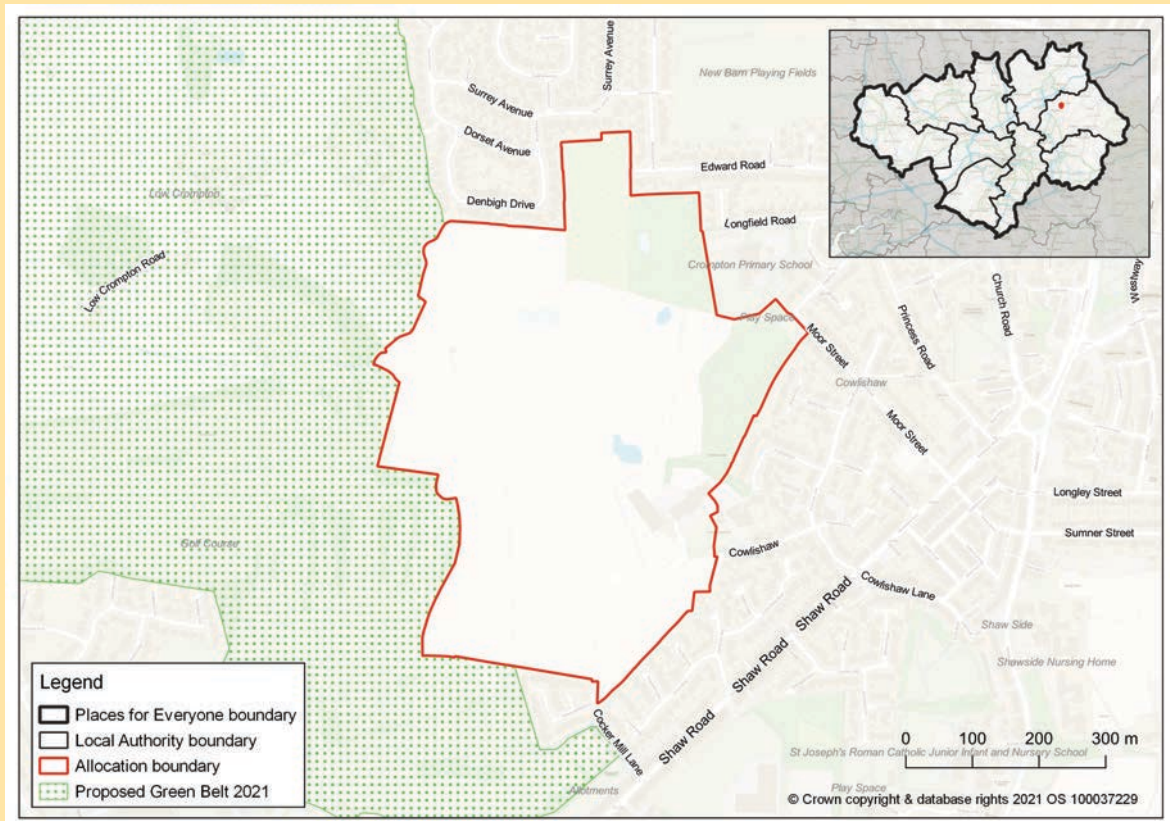 Surrey Avenue
New Barn Playing Fields
Surrey Avenue
Dorset Avenue
Edward Road
Low Crompton
Denbigh Drive
Longfield Road
Low Crompton Road
Crompton Primary School
Westway
Church Road
Play Space
Princess Road
Moor Street
Cowlishaw
Moor Street
Longley Street
Sumner Street
Golf Course
Cowlishaw
Cowlishaw Lane
Shaw Road
Shaw Side
Shawside Nursing Home
Shaw Road
Shaw Road
Cocker Mill Lane
Allotments
St Joseph's Roman Catholic Junior Infant and Nursery School
Play Space
Legend
Places for Everyone boundary
Local Authority boundary
Allocation boundary
Proposed Green Belt 2021
0 100 200 300 m
© Crown copyright & database rights 2021 OS 100037229